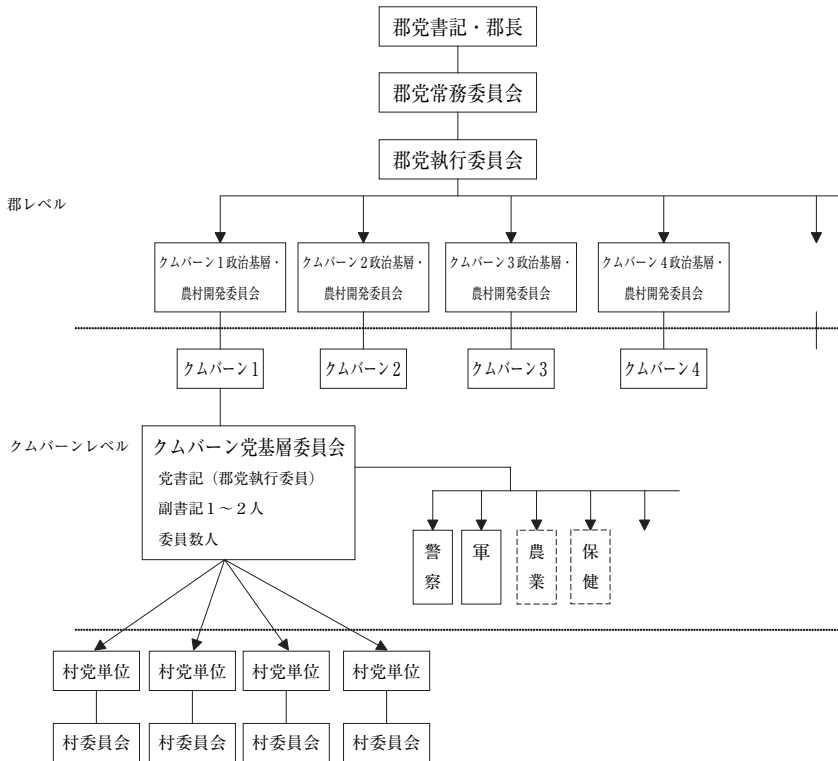 郡党書記・郡長
郡党常務委員会
郡党執行委員会
郡レベル
クムバーン1政治基層・
農村開発委員会
クムバーン2政治基層・
農村開発委員会
クムバーン3政治基層・
農村開発委員会
クムバーン4政治基層・
農村開発委員会
クムバーン1
クムバーン2
クムバーン3
クムバーン4
クムバーンレベル
クムバーン党基層委員会
党書記（郡党執行委員）
副書記1～2人
委員数人
警察
軍
農業
保健
村党単位
村党単位
村党単位
村党単位
村委員会
村委員会
村委員会
村委員会